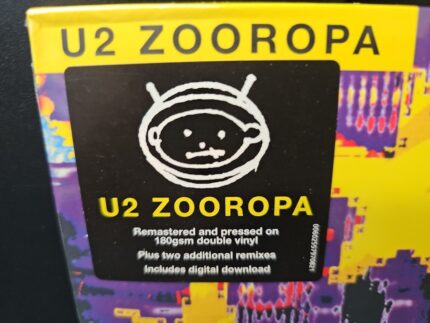 U2 ZOOROPA
U2 ZOOROPA
Remastered and pressed on
180gsm double vinyl
Plus two additional remixes
Includes digital download